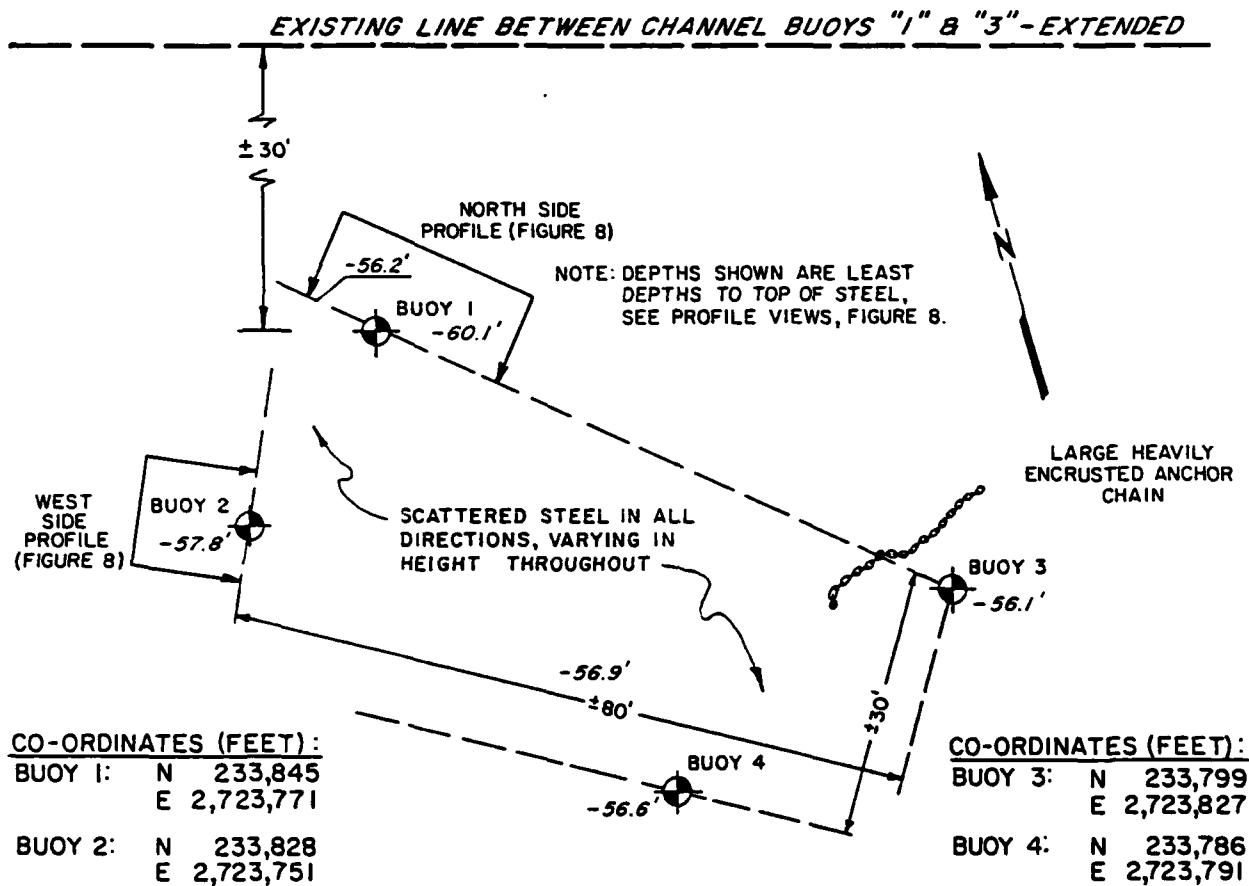 EXISTING LINE BETWEEN CHANNEL BUOYS "1" & "3"-EXTENDED
±30'
NORTH SIDE
PROFILE (FIGURE 8)
-56.2'
BUOY 1
-60.1'
NOTE: DEPTHS SHOWN ARE LEAST
DEPTHS TO TOP OF STEEL,
SEE PROFILE VIEWS, FIGURE 8.
N
LARGE HEAVILY
ENCRUSTED ANCHOR
CHAIN
WEST
SIDE
PROFILE
(FIGURE 8)
BUOY 2
-57.8'
SCATTERED STEEL IN ALL
DIRECTIONS, VARYING IN
HEIGHT THROUGHOUT
BUOY 3
-56.1'
-56.9'
±80'
±30'
BUOY 4
-56.6'
CO-ORDINATES (FEET):
BUOY 1: N 233,845
E 2,723,771
BUOY 2: N 233,828
E 2,723,751
CO-ORDINATES (FEET):
BUOY 3: N 233,799
E 2,723,827
BUOY 4: N 233,786
E 2,723,791